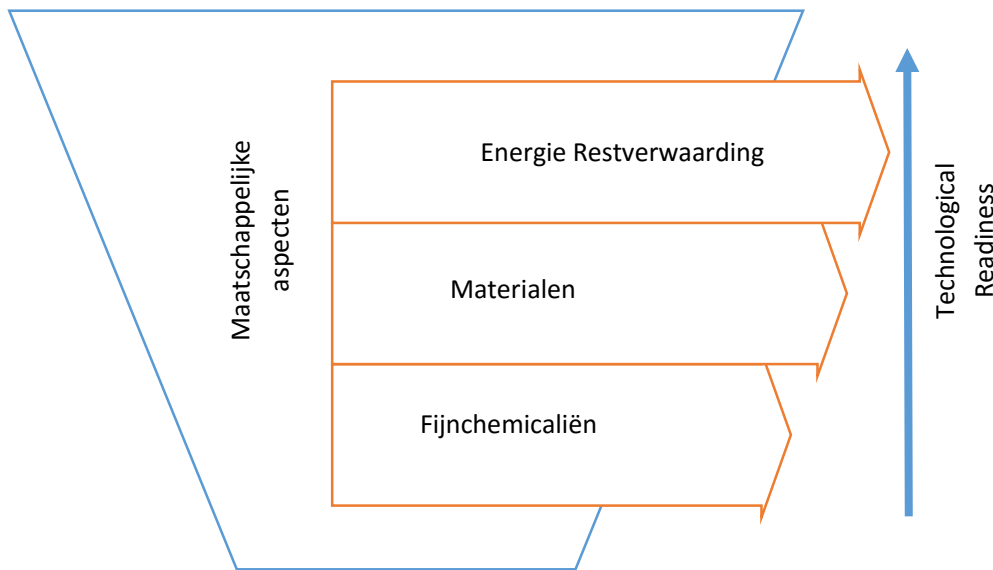 Maatschappelijke
aspecten
Energie Restverwaarding
Materialen
Fijnchemicaliën
Technological
Readiness